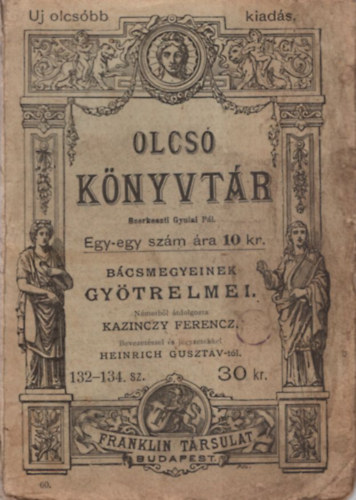 Uj olcsóbb kiadás.
OLCSÓ
KÖNYVTÁR
Szerkeszti Gyulai Pál.
Egy-egy szám ára 10 kr.
BÁCSMEGYEINEK
GYÖTRELMEI.
Németből átdolgozta
KAZINCZY FERENCZ.
Bevezetéssel és jegyzetekkel
HEINRICH GUSZTÁV-tól.
132–134. sz. 30 kr.
FRANKLIN TÁRSULAT
BUDAPEST.
60.